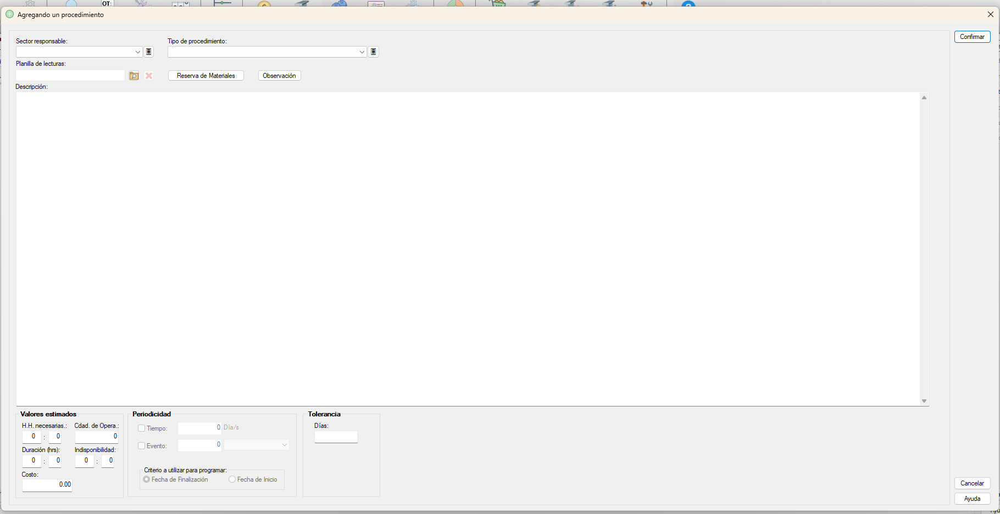 OT
Agregando un procedimiento
Confirmar
Sector responsable:
Tipo de procedimiento:
Planilla de lecturas:
Reserva de Materiales
Observación
Descripción:
Valores estimados
Periodicidad
Tolerancia
H.H. necesarias.:
Cdad. de Opera.:
0 : 0
0
Tiempo:
0
Día/s
Días:
Duración (hrs):
Indisponibilidad:
0 : 0
0 : 0
Evento:
0
Costo:
0.00
Criterio a utilizar para programar:
Fecha de Finalización
Fecha de Inicio
Cancelar
Ayuda